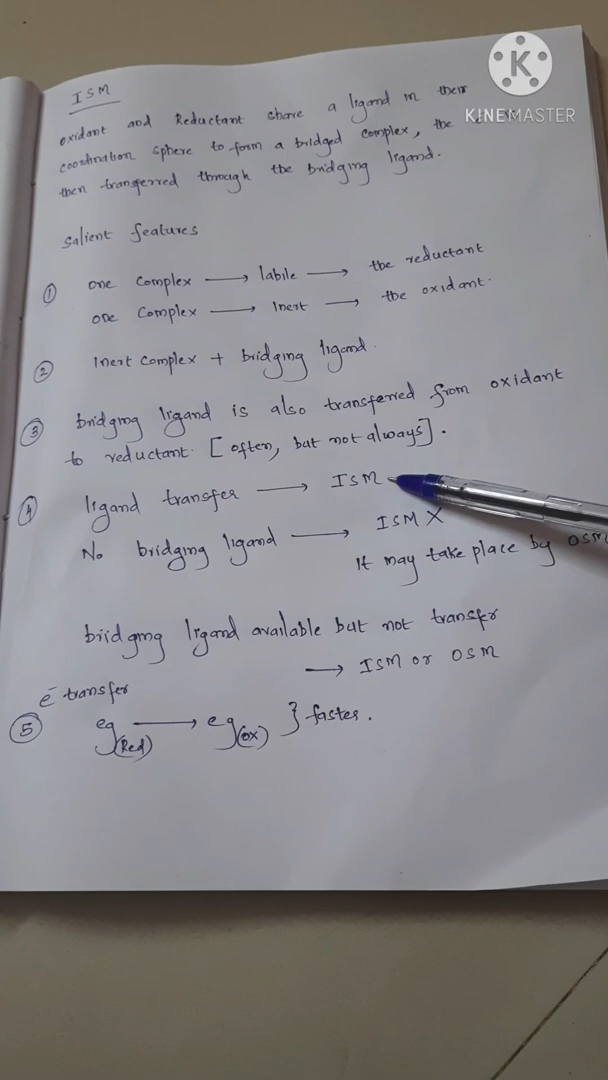 K
KINEMASTER
ISM
oxidant and Reductant share a ligand in their
coordination sphere to form a bridged complex, the
then transferred through the bridging ligand.
Salient features
① one complex → labile → the reductant
one complex → Inert → the oxidant.
② Inert complex + bridging ligand.
③ bridging ligand is also transferred from oxidant
to reductant. [often, but not always].
④ ligand transfer → ISM
No bridging ligand → ISM X
It may take place by OSM
bridging ligand available but not transfer
→ ISM or OSM
e⁻ transfer
⑤ eg(Red) → eg(ox) } faster.